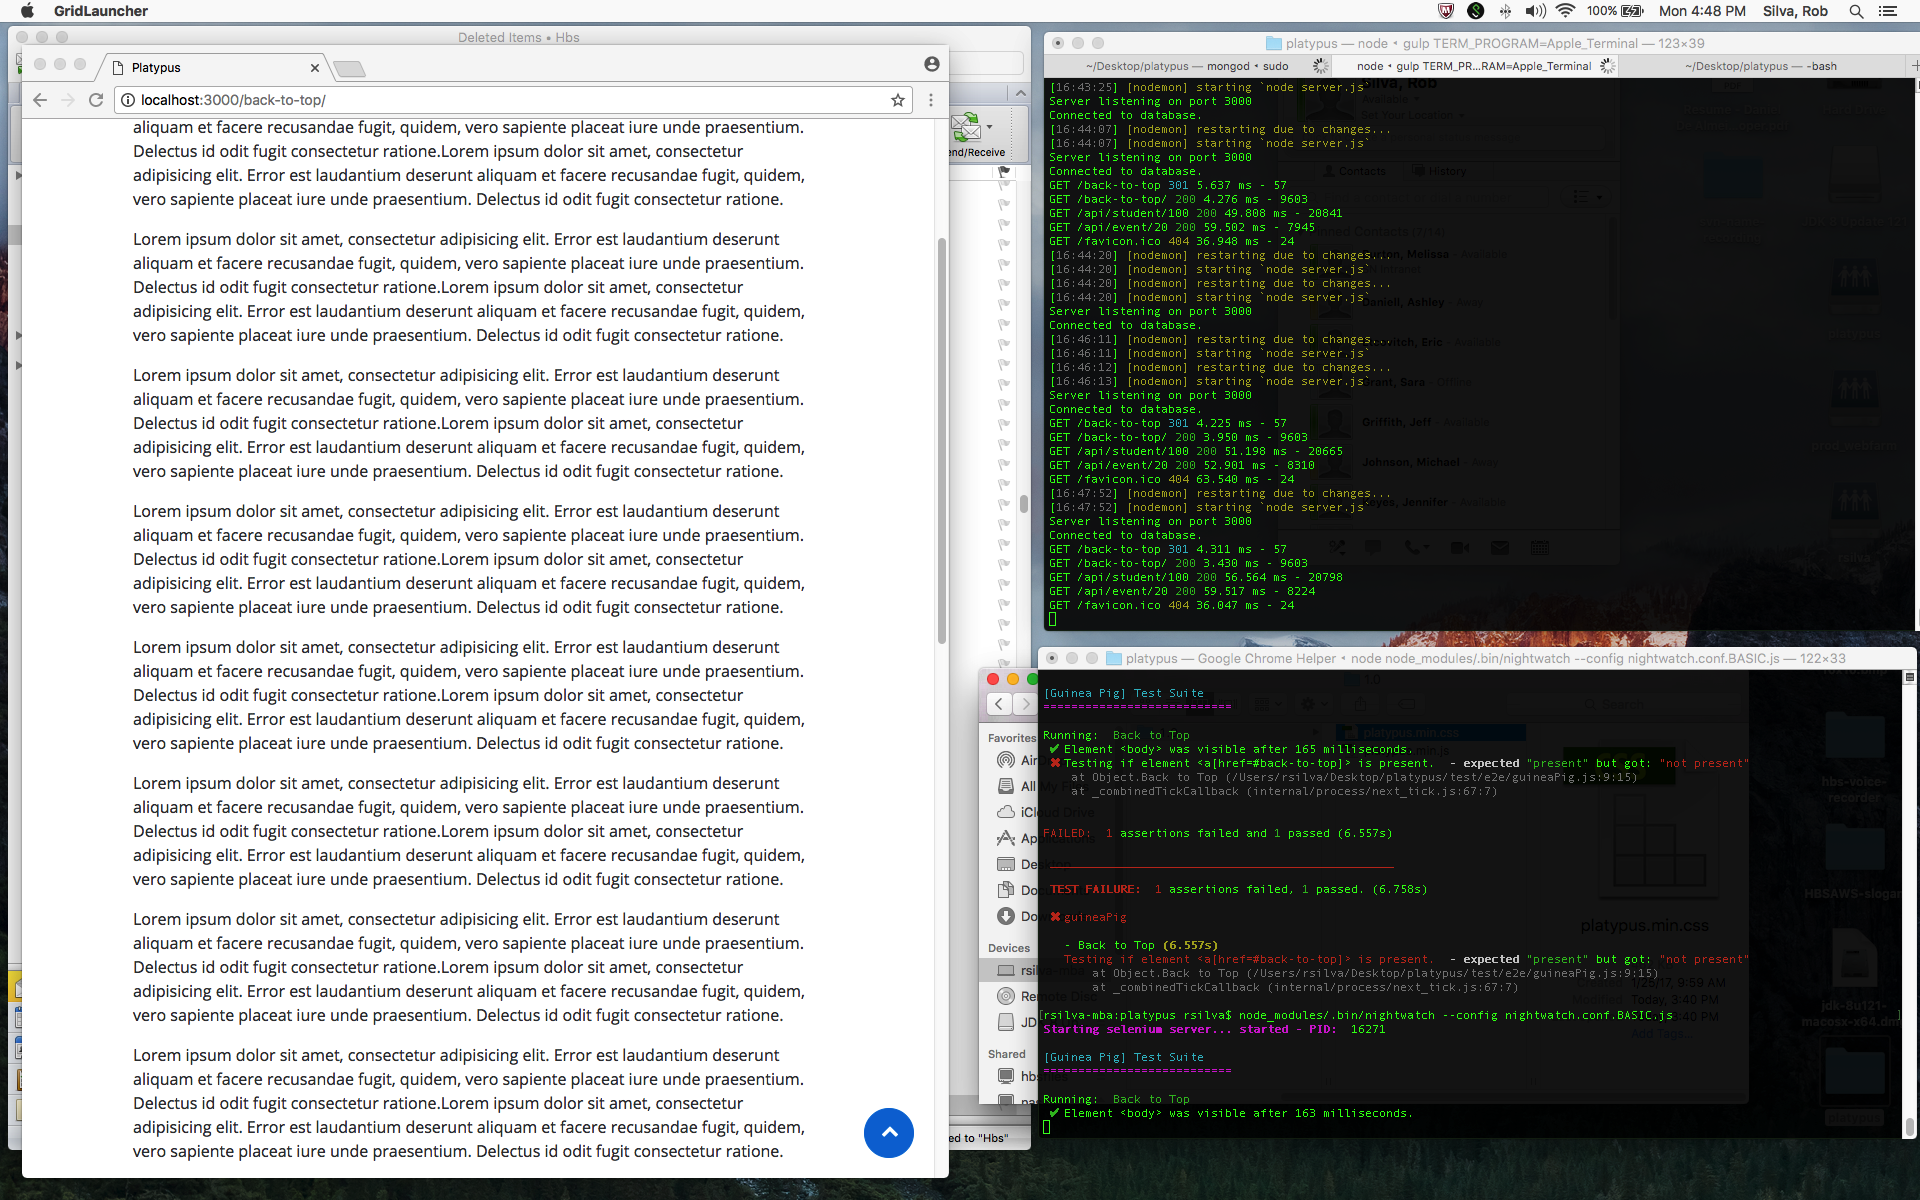 GridLauncher
100%
Mon 4:48 PM
Silva, Rob
Deleted Items • Hbs
Platypus
localhost:3000/back-to-top/
aliquam et facere recusandae fugit, quidem, vero sapiente placeat iure unde praesentium.
Delectus id odit fugit consectetur ratione.Lorem ipsum dolor sit amet, consectetur
adipisicing elit. Error est laudantium deserunt aliquam et facere recusandae fugit, quidem,
vero sapiente placeat iure unde praesentium. Delectus id odit fugit consectetur ratione.
Lorem ipsum dolor sit amet, consectetur adipisicing elit. Error est laudantium deserunt
aliquam et facere recusandae fugit, quidem, vero sapiente placeat iure unde praesentium.
Delectus id odit fugit consectetur ratione.Lorem ipsum dolor sit amet, consectetur
adipisicing elit. Error est laudantium deserunt aliquam et facere recusandae fugit, quidem,
vero sapiente placeat iure unde praesentium. Delectus id odit fugit consectetur ratione.
Lorem ipsum dolor sit amet, consectetur adipisicing elit. Error est laudantium deserunt
aliquam et facere recusandae fugit, quidem, vero sapiente placeat iure unde praesentium.
Delectus id odit fugit consectetur ratione.Lorem ipsum dolor sit amet, consectetur
adipisicing elit. Error est laudantium deserunt aliquam et facere recusandae fugit, quidem,
vero sapiente placeat iure unde praesentium. Delectus id odit fugit consectetur ratione.
Lorem ipsum dolor sit amet, consectetur adipisicing elit. Error est laudantium deserunt
aliquam et facere recusandae fugit, quidem, vero sapiente placeat iure unde praesentium.
Delectus id odit fugit consectetur ratione.Lorem ipsum dolor sit amet, consectetur
adipisicing elit. Error est laudantium deserunt aliquam et facere recusandae fugit, quidem,
vero sapiente placeat iure unde praesentium. Delectus id odit fugit consectetur ratione.
Lorem ipsum dolor sit amet, consectetur adipisicing elit. Error est laudantium deserunt
aliquam et facere recusandae fugit, quidem, vero sapiente placeat iure unde praesentium.
Delectus id odit fugit consectetur ratione.Lorem ipsum dolor sit amet, consectetur
adipisicing elit. Error est laudantium deserunt aliquam et facere recusandae fugit, quidem,
vero sapiente placeat iure unde praesentium. Delectus id odit fugit consectetur ratione.
Lorem ipsum dolor sit amet, consectetur adipisicing elit. Error est laudantium deserunt
aliquam et facere recusandae fugit, quidem, vero sapiente placeat iure unde praesentium.
Delectus id odit fugit consectetur ratione.Lorem ipsum dolor sit amet, consectetur
adipisicing elit. Error est laudantium deserunt aliquam et facere recusandae fugit, quidem,
vero sapiente placeat iure unde praesentium. Delectus id odit fugit consectetur ratione.
Lorem ipsum dolor sit amet, consectetur adipisicing elit. Error est laudantium deserunt
aliquam et facere recusandae fugit, quidem, vero sapiente placeat iure unde praesentium.
Delectus id odit fugit consectetur ratione.Lorem ipsum dolor sit amet, consectetur
adipisicing elit. Error est laudantium deserunt aliquam et facere recusandae fugit, quidem,
vero sapiente placeat iure unde praesentium. Delectus id odit fugit consectetur ratione.
Lorem ipsum dolor sit amet, consectetur adipisicing elit. Error est laudantium deserunt
aliquam et facere recusandae fugit, quidem, vero sapiente placeat iure unde praesentium.
Delectus id odit fugit consectetur ratione.Lorem ipsum dolor sit amet, consectetur
adipisicing elit. Error est laudantium deserunt aliquam et facere recusandae fugit, quidem,
vero sapiente placeat iure unde praesentium. Delectus id odit fugit consectetur ratione.
nd/Receive
ed to "Hbs"
platypus — node • gulp TERM_PROGRAM=Apple_Terminal — 123×39
~/Desktop/platypus — mongod • sudo
node • gulp TERM_PR...RAM=Apple_Terminal
~/Desktop/platypus — -bash
[16:43:25] [nodemon] starting `node server.js`
Server listening on port 3000
Connected to database.
[16:44:07] [nodemon] restarting due to changes...
[16:44:07] [nodemon] starting `node server.js`
Server listening on port 3000
Connected to database.
GET /back-to-top 301 5.637 ms - 57
GET /back-to-top/ 200 4.276 ms - 9603
GET /api/student/100 200 49.808 ms - 20841
GET /api/event/20 200 59.502 ms - 7945
GET /favicon.ico 404 36.948 ms - 24
[16:44:20] [nodemon] restarting due to changes...
[16:44:20] [nodemon] starting `node server.js`
[16:44:20] [nodemon] restarting due to changes...
[16:44:20] [nodemon] starting `node server.js`
Server listening on port 3000
Connected to database.
[16:46:11] [nodemon] restarting due to changes...
[16:46:11] [nodemon] starting `node server.js`
[16:46:12] [nodemon] restarting due to changes...
[16:46:13] [nodemon] starting `node server.js`
Server listening on port 3000
Connected to database.
GET /back-to-top 301 4.225 ms - 57
GET /back-to-top/ 200 3.950 ms - 9603
GET /api/student/100 200 51.198 ms - 20665
GET /api/event/20 200 52.901 ms - 8310
GET /favicon.ico 404 63.540 ms - 24
[16:47:52] [nodemon] restarting due to changes...
[16:47:52] [nodemon] starting `node server.js`
Server listening on port 3000
Connected to database.
GET /back-to-top 301 4.311 ms - 57
GET /back-to-top/ 200 3.430 ms - 9603
GET /api/student/100 200 56.564 ms - 20798
GET /api/event/20 200 59.517 ms - 8224
GET /favicon.ico 404 36.047 ms - 24
Silva, Rob
Contacts
History
Melissa
Daniell, Ashley
Eric
Sara
Griffith, Jeff
Johnson, Michael
Jennifer
platypus — Google Chrome Helper • node node_modules/.bin/nightwatch --config nightwatch.conf.BASIC.js — 122×33
[Guinea Pig] Test Suite
===========================
Running: Back to Top
✔ Element <body> was visible after 165 milliseconds.
✖ Testing if element <a[href=#back-to-top]> is present. - expected "present" but got: "not present"
at Object.Back to Top (/Users/rsilva/Desktop/platypus/test/e2e/guineaPig.js:9:15)
at _combinedTickCallback (internal/process/next_tick.js:67:7)
FAILED: 1 assertions failed and 1 passed (6.557s)
TEST FAILURE: 1 assertions failed, 1 passed. (6.758s)
✖ guineaPig
- Back to Top (6.557s)
Testing if element <a[href=#back-to-top]> is present. - expected "present" but got: "not present"
at Object.Back to Top (/Users/rsilva/Desktop/platypus/test/e2e/guineaPig.js:9:15)
at _combinedTickCallback (internal/process/next_tick.js:67:7)
[rsilva-mba:platypus rsilva$ node_modules/.bin/nightwatch --config nightwatch.conf.BASIC.js
Starting selenium server... started - PID: 16271
[Guinea Pig] Test Suite
===========================
Running: Back to Top
✔ Element <body> was visible after 163 milliseconds.
Favorites
iCloud Drive
Devices
Remote Disc
JD
Shared
platypus.min.css
platypus.min.css
1/25/17, 9:59 AM
Modified Today, 3:40 PM
Add Tags...
hbs-voice-
recorder
HBSAWS-slogan
jdk-8u121-
macosx-x64.dmg
platypus